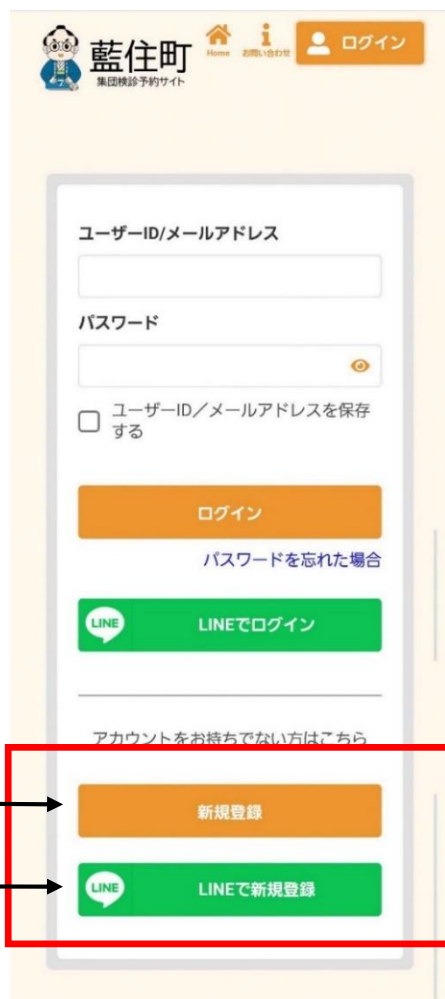 藍住町
集団検診予約サイト
Home
お問い合わせ
ログイン
ユーザーID/メールアドレス
パスワード
ユーザーID／メールアドレスを保存
する
ログイン
パスワードを忘れた場合
LINE
LINEでログイン
アカウントをお持ちでない方はこちら
新規登録
LINE
LINEで新規登録